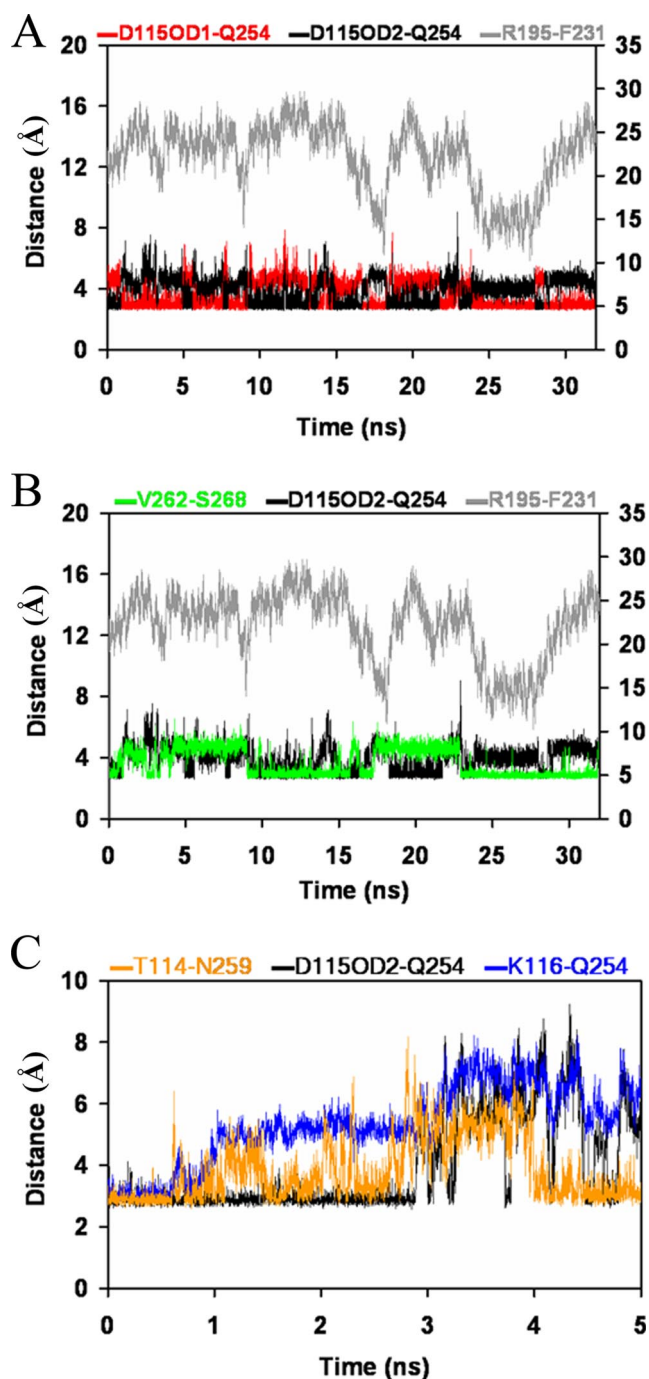 A
D115OD1-Q254 D115OD2-Q254 R195-F231
20 35
16 30
12 25
8 20
4 15
0 10
5
0
Distance (Å)
0 5 10 15 20 25 30
Time (ns)
B
V262-S268 D115OD2-Q254 R195-F231
20 35
16 30
12 25
8 20
4 15
0 10
5
0
Distance (Å)
0 5 10 15 20 25 30
Time (ns)
C
T114-N259 D115OD2-Q254 K116-Q254
10
8
6
4
2
0
Distance (Å)
0 1 2 3 4 5
Time (ns)